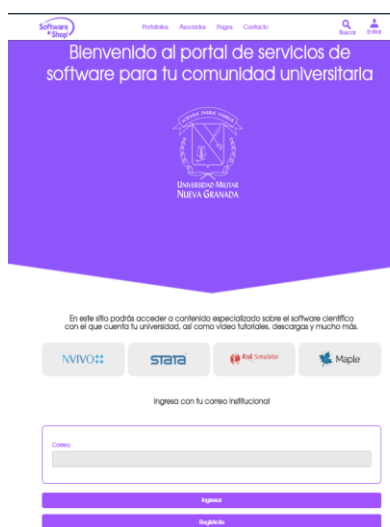 Software
Shop
Portafolios Asociados Pagos Contacto
Buscar Entrar
Bienvenido al portal de servicios de
software para tu comunidad universitaria
UNIVERSIDAD MILITAR
NUEVA GRANADA
En este sitio podrás acceder a contenido especializado sobre el software científico
con el que cuenta tu universidad, así como video tutoriales, descargas y mucho más.
NVIVO STATA Risk Simulator Maple
Ingresa con tu correo institucional
Correo
Ingresar
Regístrate